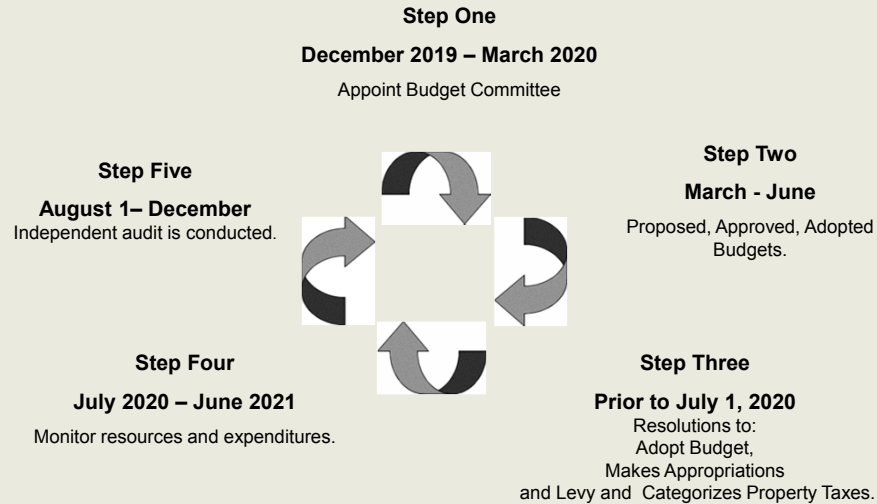 Step One
December 2019 – March 2020
Appoint Budget Committee
Step Two
March - June
Proposed, Approved, Adopted
Budgets.
Step Three
Prior to July 1, 2020
Resolutions to:
Adopt Budget,
Makes Appropriations
and Levy and Categorizes Property Taxes.
Step Four
July 2020 – June 2021
Monitor resources and expenditures.
Step Five
August 1– December
Independent audit is conducted.